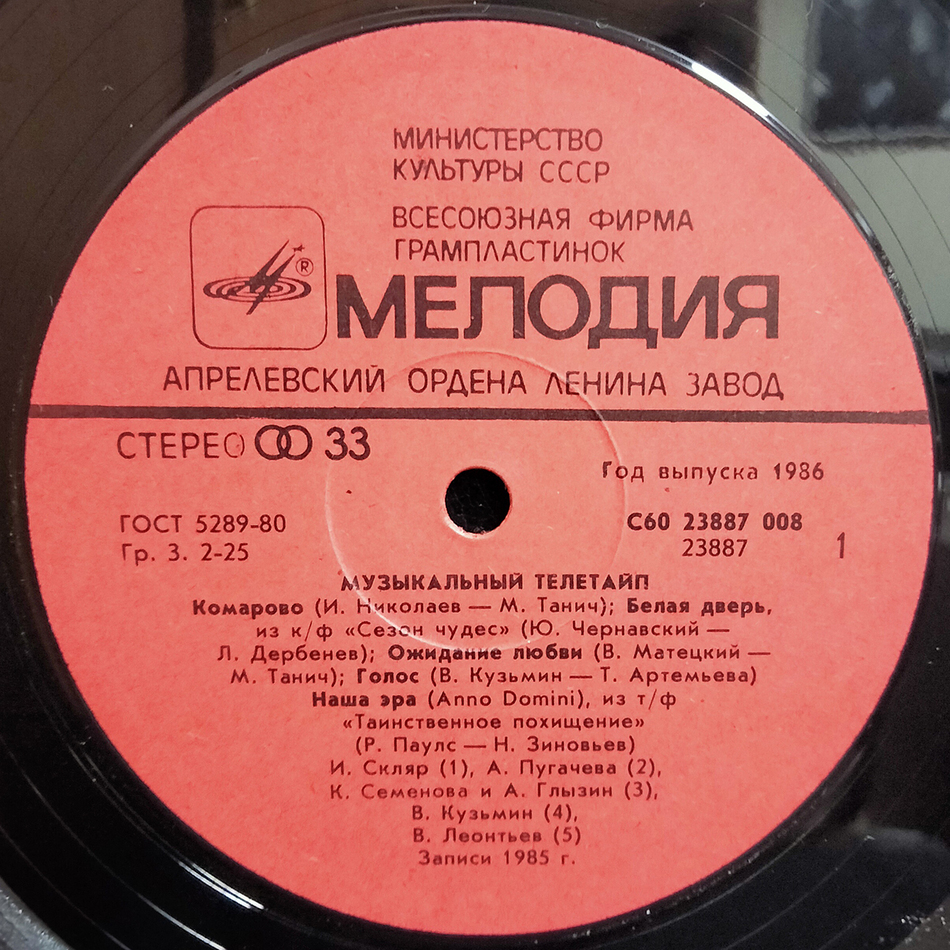 МИНИСТЕРСТВО
КУЛЬТУРЫ СССР
ВСЕСОЮЗНАЯ ФИРМА
ГРАМПЛАСТИНОК
®
МЕЛОДИЯ
АПРЕЛЕВСКИЙ ОРДЕНА ЛЕНИНА ЗАВОД
СТЕРЕО 33
Год выпуска 1986
ГОСТ 5289-80
С60 23887 008
Гр. 3. 2-25
23887
1
МУЗЫКАЛЬНЫЙ ТЕЛЕТАЙП
Комарово (И. Николаев — М. Танич); Белая дверь,
из к/ф «Сезон чудес» (Ю. Чернавский —
Л. Дербенев); Ожидание любви (В. Матецкий —
М. Танич); Голос (В. Кузьмин — Т. Артемьева)
Наша эра (Anno Domini), из т/ф
«Таинственное похищение»
(Р. Паулс — Н. Зиновьев)
И. Скляр (1), А. Пугачева (2),
К. Семенова и А. Глызин (3),
В. Кузьмин (4),
В. Леонтьев (5)
Записи 1985 г.